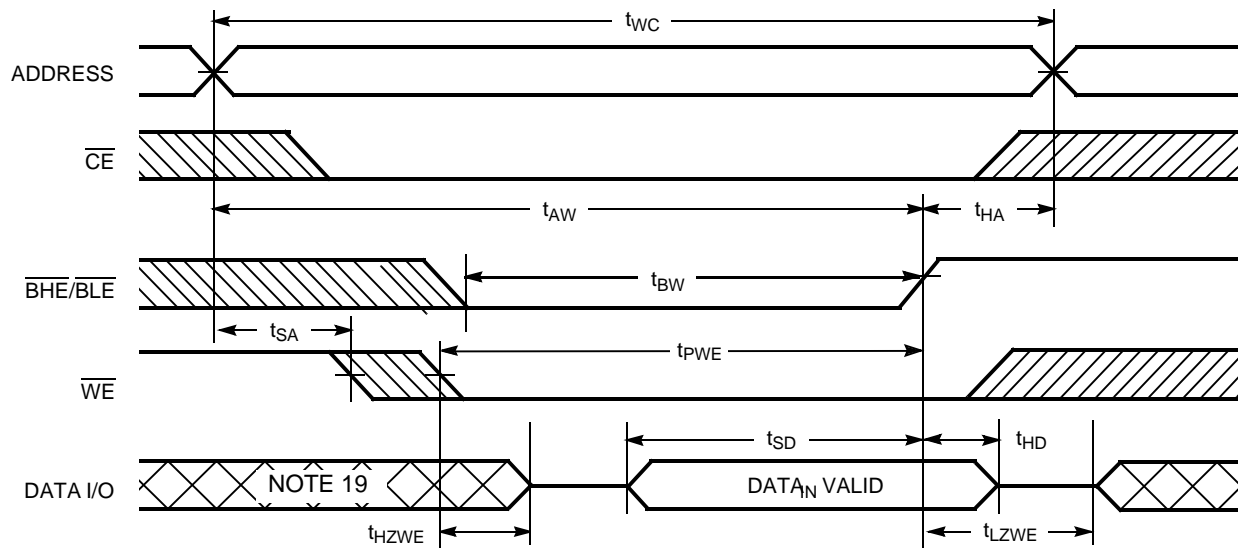 tWC
ADDRESS
CE
tAW
tHA
BHE/BLE
tBW
tSA
tPWE
WE
tSD
tHD
DATA I/O
NOTE 19
DATAIN VALID
tHZWE
tLZWE